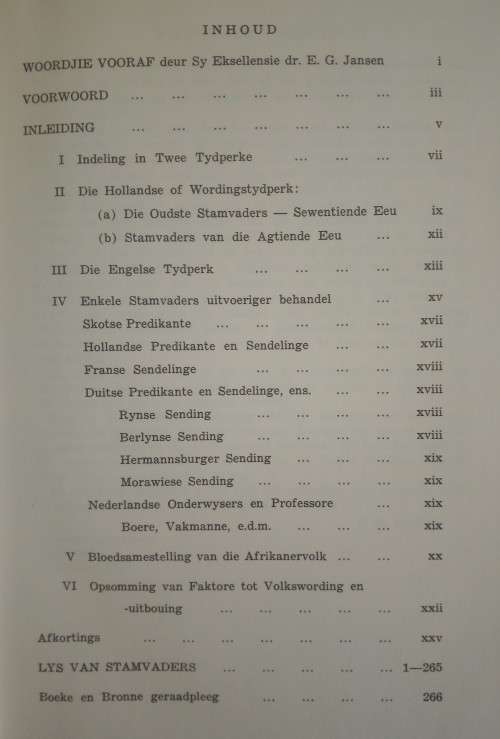 INHOUD
WOORDJIE VOORAF deur Sy Eksellensie dr. E. G. Jansen i
VOORWOORD ... ... ... ... ... ... ... iii
INLEIDING ... ... ... ... ... ... ... v
I Indeling in Twee Tydperke ... ... ... vii
II Die Hollandse of Wordingstydperk:
(a) Die Oudste Stamvaders — Sewentiende Eeu ix
(b) Stamvaders van die Agtiende Eeu ... xii
III Die Engelse Tydperk ... ... ... ... xiii
IV Enkele Stamvaders uitvoeriger behandel ... xv
Skotse Predikante ... ... ... ... ... xvii
Hollandse Predikante en Sendelinge ... ... xvii
Franse Sendelinge ... ... ... ... xviii
Duitse Predikante en Sendelinge, ens. ... ... xviii
Rynse Sending ... ... ... ... xviii
Berlynse Sending ... ... ... ... xviii
Hermannsburger Sending ... ... ... xix
Morawiese Sending ... ... ... ... xix
Nederlandse Onderwysers en Professore ... xix
Boere, Vakmanne, e.d.m. ... ... ... xix
V Bloedsamestelling van die Afrikanervolk ... ... xx
VI Opsomming van Faktore tot Volkswording en
-uitbouing ... ... ... ... ... xxii
Afkortings ... ... ... ... ... ... ... xxv
LYS VAN STAMVADERS ... ... ... ... ... 1—265
Boeke en Bronne geraadpleeg ... ... ... ... 266